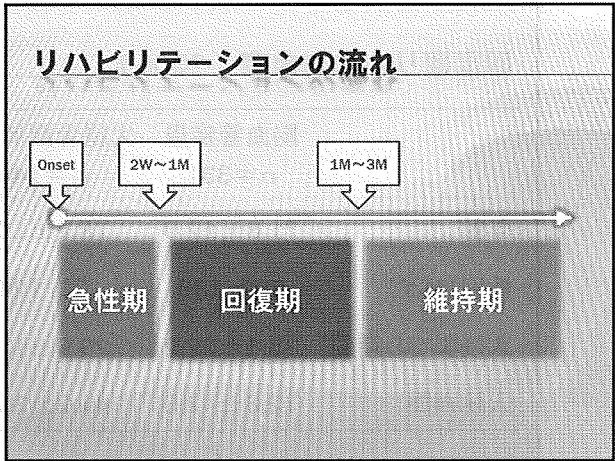 リハビリテーションの流れ
Onset
2W～1M
1M～3M
急性期
回復期
維持期